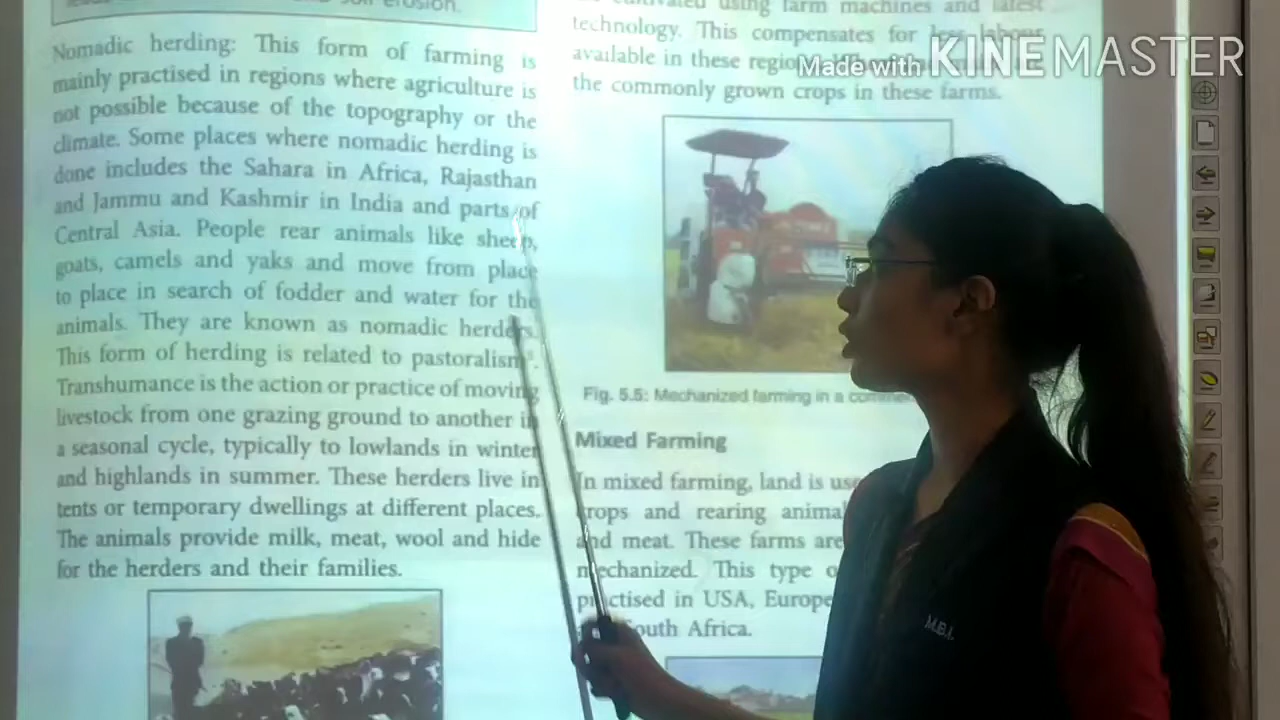 soil erosion.
Nomadic herding: This form of farming is
mainly practised in regions where agriculture is
not possible because of the topography or the
climate. Some places where nomadic herding is
done includes the Sahara in Africa, Rajasthan
and Jammu and Kashmir in India and parts of
Central Asia. People rear animals like sheep,
goats, camels and yaks and move from place
to place in search of fodder and water for the
animals. They are known as nomadic herders.
This form of herding is related to pastoralism.
Transhumance is the action or practice of moving
livestock from one grazing ground to another in
a seasonal cycle, typically to lowlands in winter
and highlands in summer. These herders live in
tents or temporary dwellings at different places.
The animals provide milk, meat, wool and hide
for the herders and their families.
cultivated using farm machines and latest
technology. This compensates for less labour
available in these
the commonly grown crops in these farms.
Made with KINEMASTER
Fig. 5.5: Mechanized farming in a
Mixed Farming
In mixed farming, land is
crops and rearing
and meat. These farms are
mechanized. This type
practised in USA, Europe
South Africa.
M.B.I.